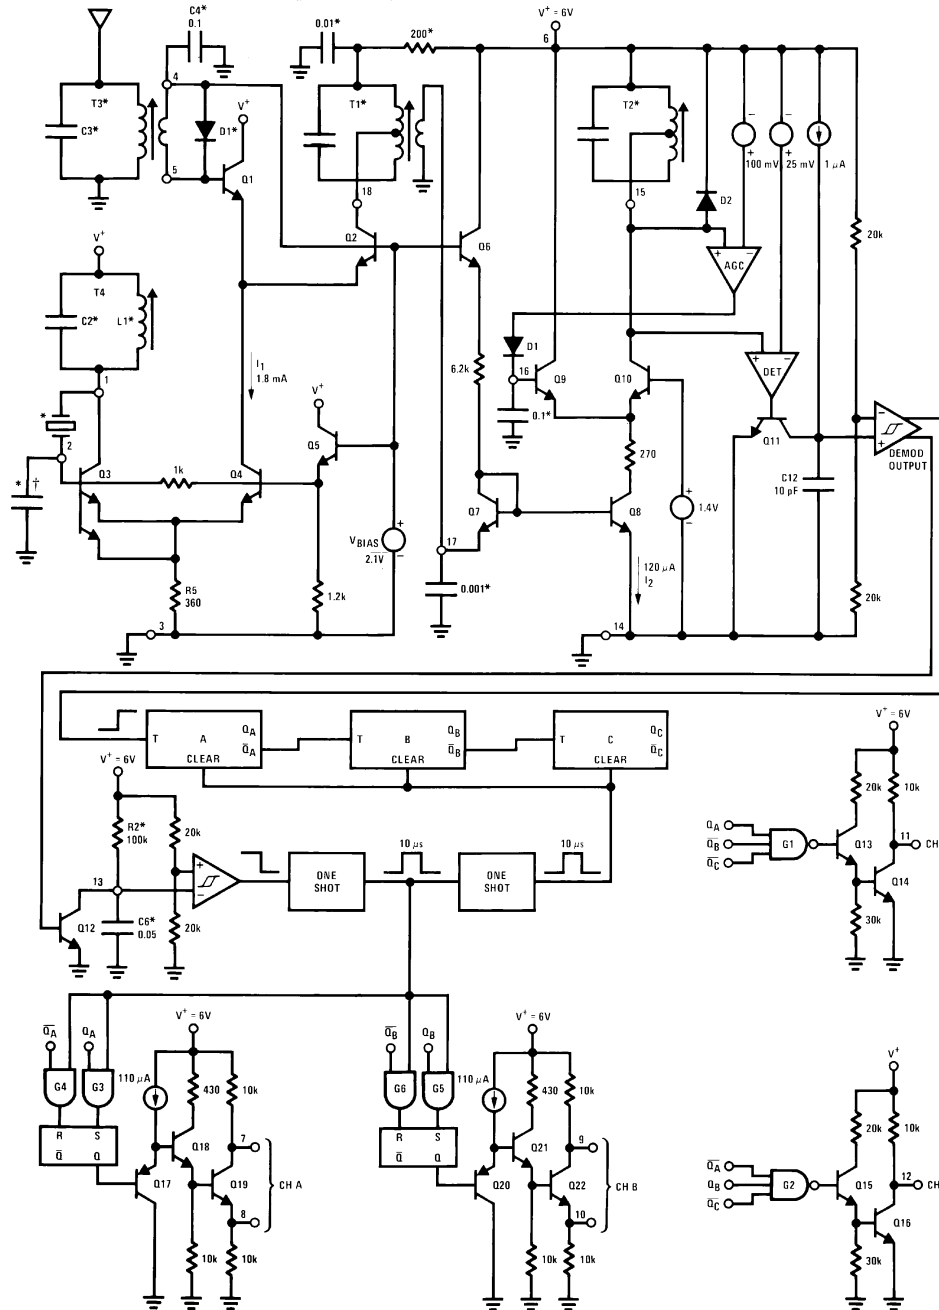 C4*
0.1
0.01*
200*
V+ = 6V
6
4
T3*
C3*
D1*
V+
5
Q1
T1*
18
Q2
Q6
T2*
15
D2
100 mV
25 mV
1 μA
+
-
AGC
20k
V+
T4
C2*
L1*
1
*
2
* †
I1
1.8 mA
V+
Q5
6.2k
D1
16
0.1*
Q9
Q10
270
+
-
DET
Q11
-
+
DEMOD
OUTPUT
Q3
1k
Q4
R5
360
1.2k
VBIAS
2.1V
+
-
Q7
17
0.001*
Q8
120 μA
I2
+
1.4V
-
C12
10 pF
20k
3
14
T
A
QA
Q̅A
CLEAR
T
B
QB
Q̅B
CLEAR
T
C
QC
Q̅C
CLEAR
V+ = 6V
R2*
100k
20k
13
+
-
Q12
C6*
0.05
20k
ONE
SHOT
10 μs
ONE
SHOT
10 μs
V+ = 6V
20k
10k
QA
Q̅B
Q̅C
G1
Q13
11
CH
Q14
30k
Q̅A
QA
G4
G3
R
S
Q̅
Q
110 μA
V+ = 6V
430
10k
Q18
7
Q17
Q19
8
CH A
10k
10k
Q̅B
QB
G6
G5
R
S
Q̅
Q
110 μA
V+ = 6V
430
10k
Q21
9
Q20
Q22
10
CH B
10k
10k
V+
20k
10k
Q̅A
QB
Q̅C
G2
Q15
12
CH
Q16
30k